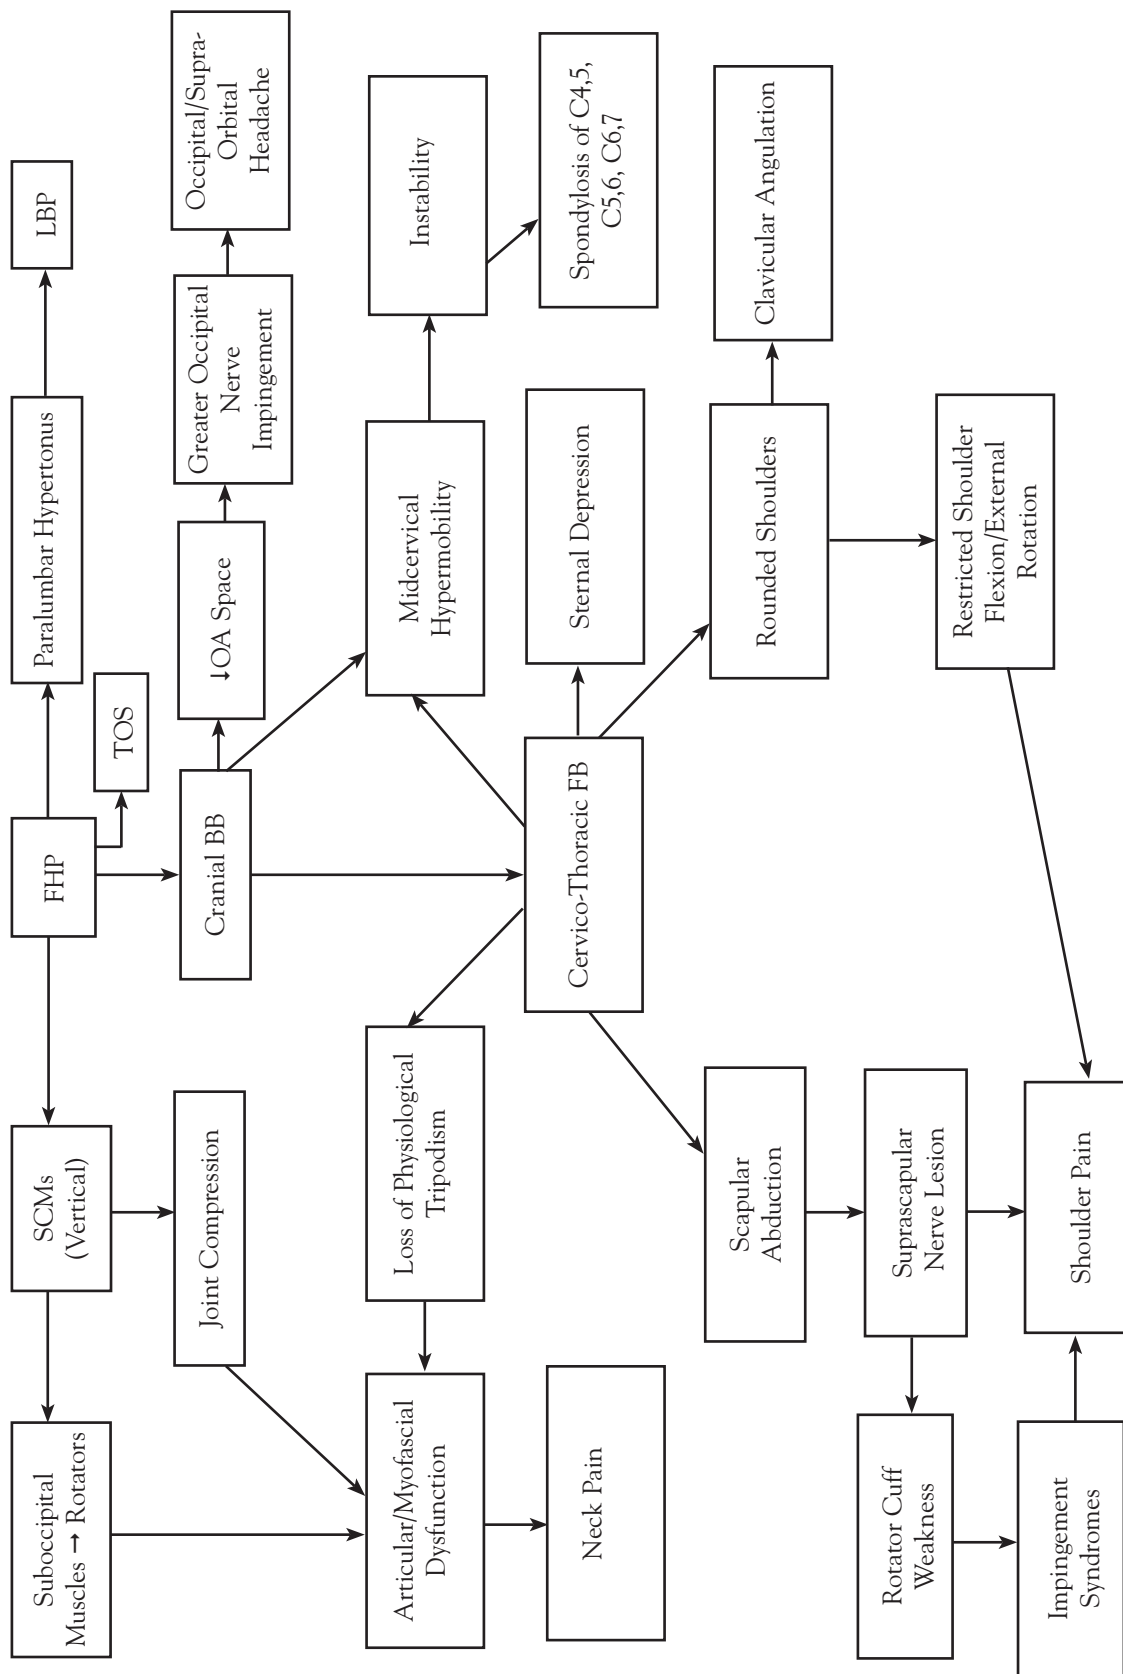 Suboccipital
Muscles → Rotators
SCMs
(Vertical)
FHP
Paralumbar Hypertonus
LBP
TOS
Joint Compression
Cranial BB
↓OA Space
Greater Occipital
Nerve
Impingement
Occipital/Supra-
Orbital
Headache
Articular/Myofascial
Dysfunction
Loss of Physiological
Tripodism
Midcervical
Hypermobility
Instability
Neck Pain
Cervico-Thoracic FB
Sternal Depression
Spondylosis of C4,5,
C5,6, C6,7
Scapular
Abduction
Rounded Shoulders
Clavicular Angulation
Rotator Cuff
Weakness
Suprascapular
Nerve Lesion
Restricted Shoulder
Flexion/External
Rotation
Impingement
Syndromes
Shoulder Pain